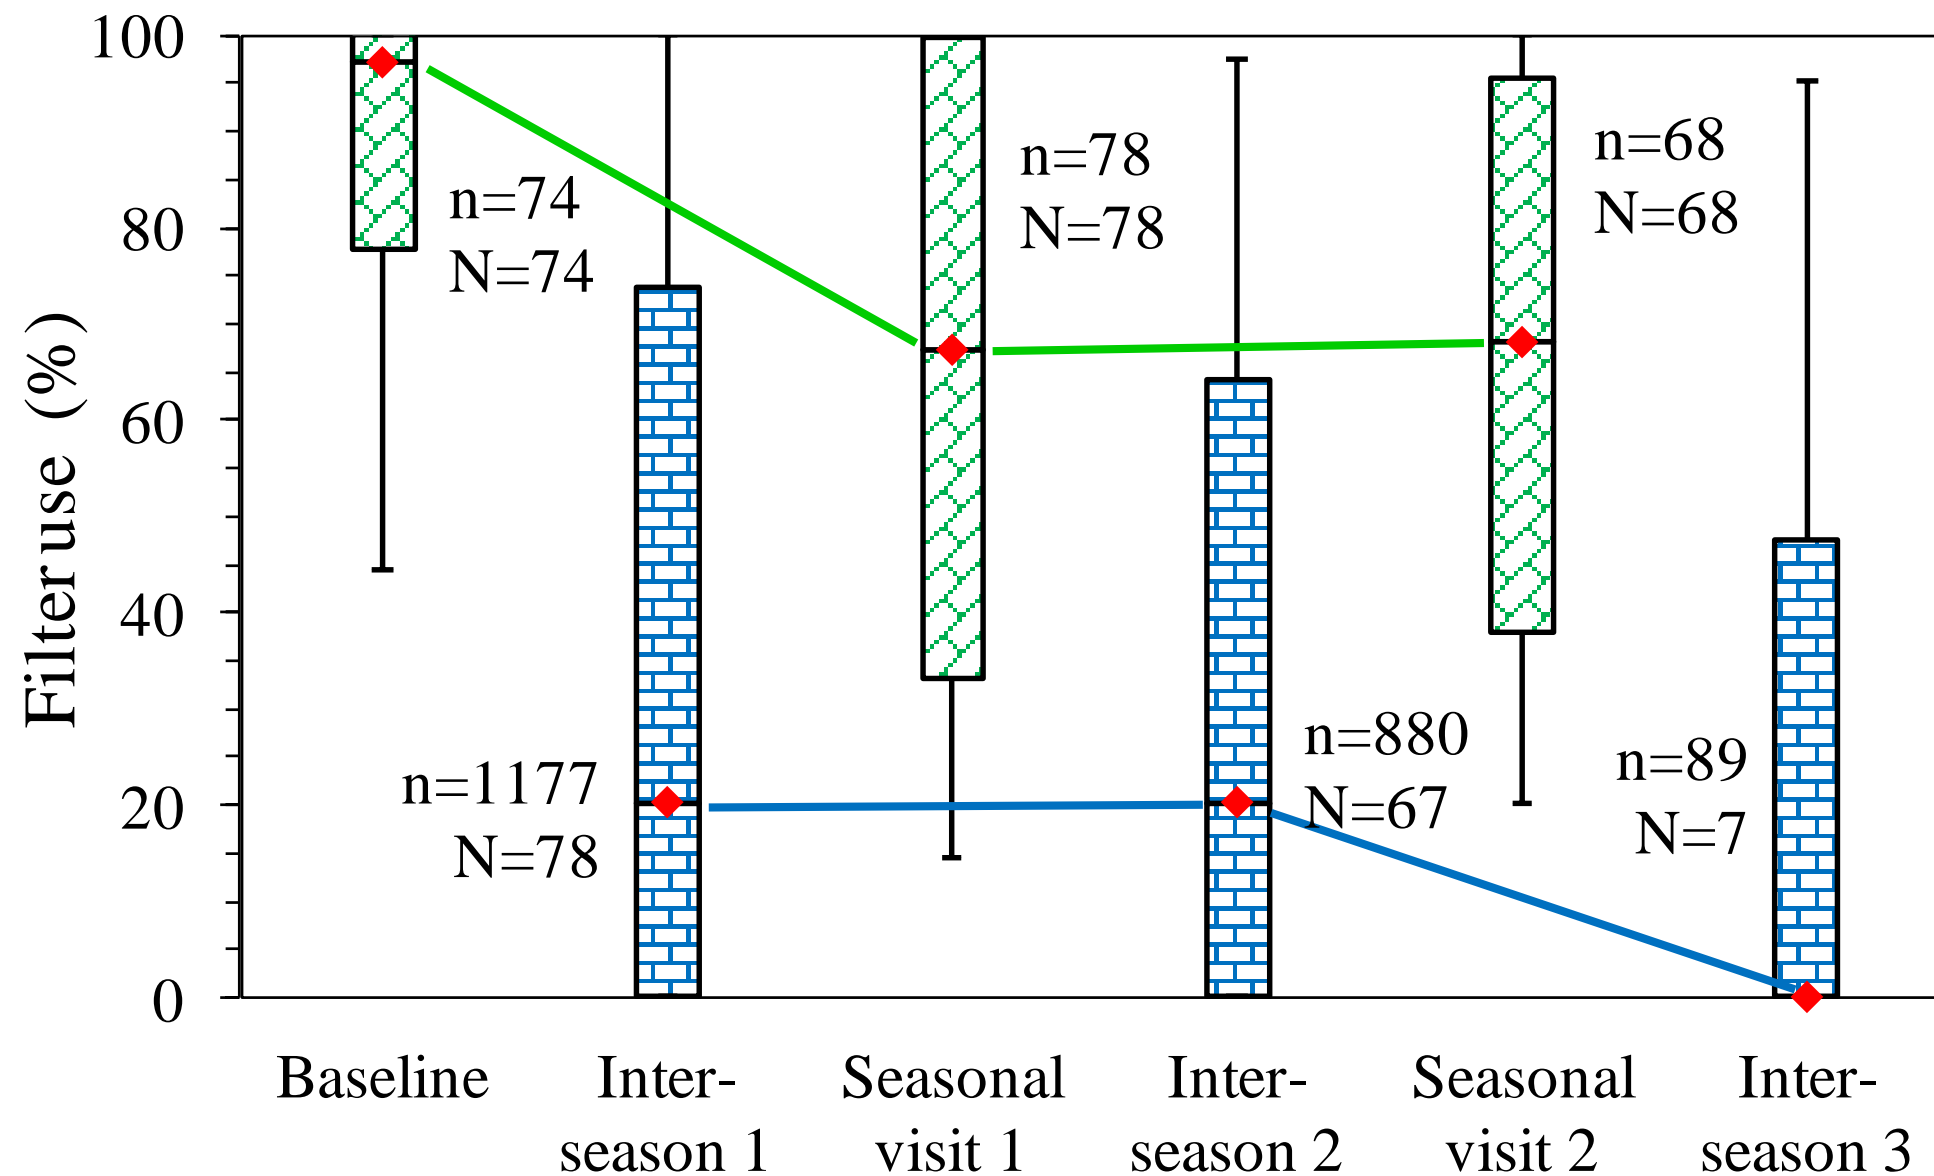 Filter use (%)
100
80
60
40
20
0
n=74
N=74
n=1177
N=78
n=78
N=78
n=880
N=67
n=68
N=68
n=89
N=7
Baseline
Inter-
season 1
Seasonal
visit 1
Inter-
season 2
Seasonal
visit 2
Inter-
season 3